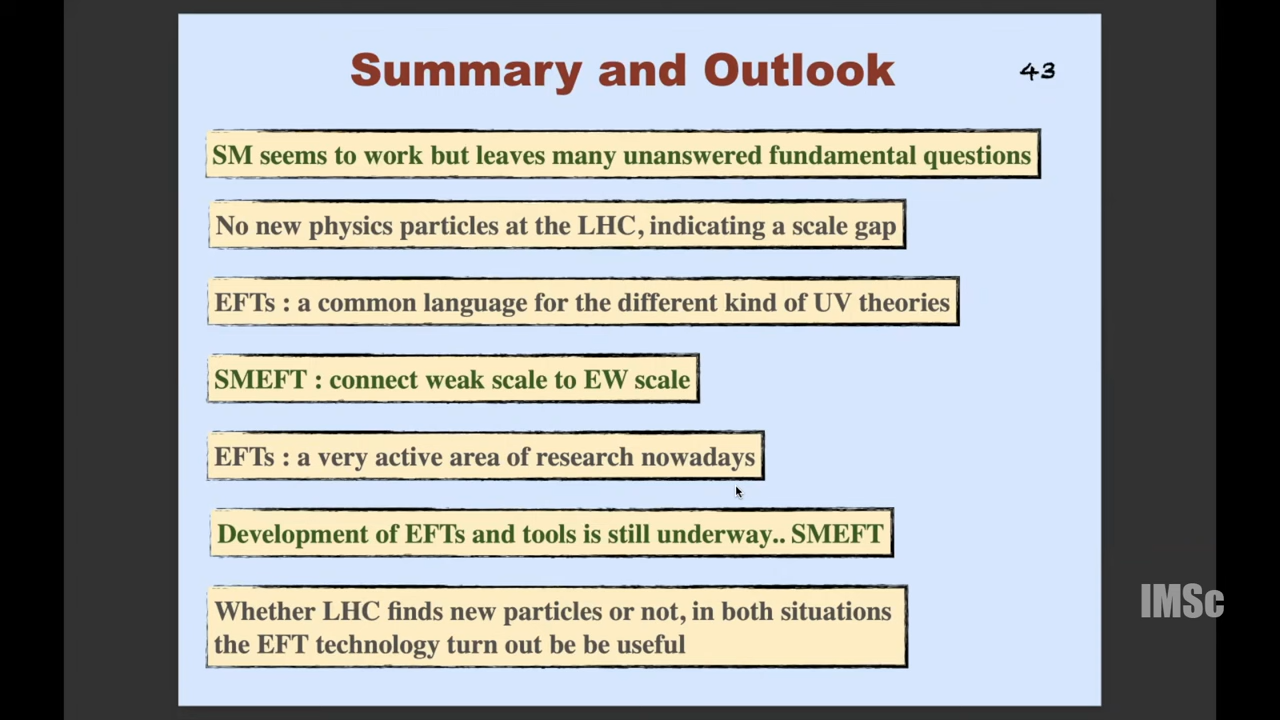 Summary and Outlook
43
SM seems to work but leaves many unanswered fundamental questions
No new physics particles at the LHC, indicating a scale gap
EFTs : a common language for the different kind of UV theories
SMEFT : connect weak scale to EW scale
EFTs : a very active area of research nowadays
Development of EFTs and tools is still underway.. SMEFT
Whether LHC finds new particles or not, in both situations
the EFT technology turn out be be useful
IMSc